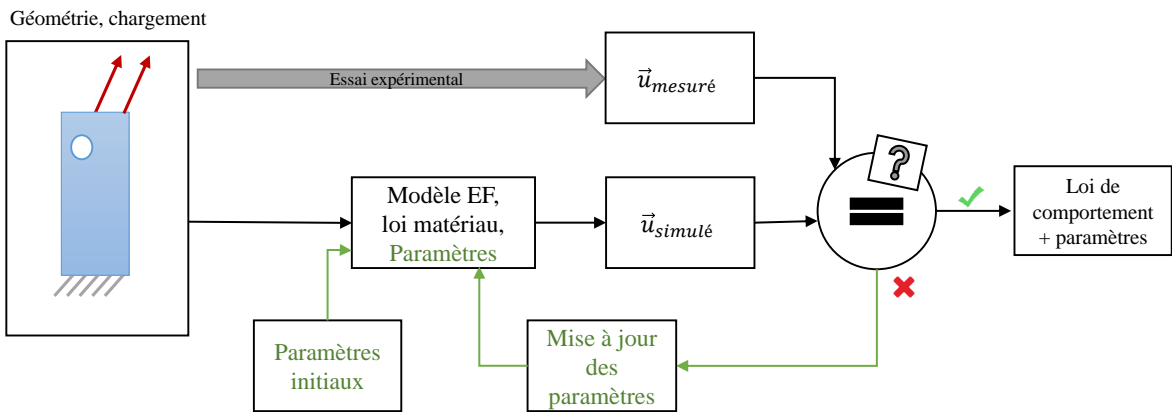 Géométrie, chargement
Essai expérimental
u⃗mesuré
?
Modèle EF,
loi matériau,
Paramètres
u⃗simulé
=
Loi de
comportement
+ paramètres
Paramètres
initiaux
Mise à jour
des
paramètres